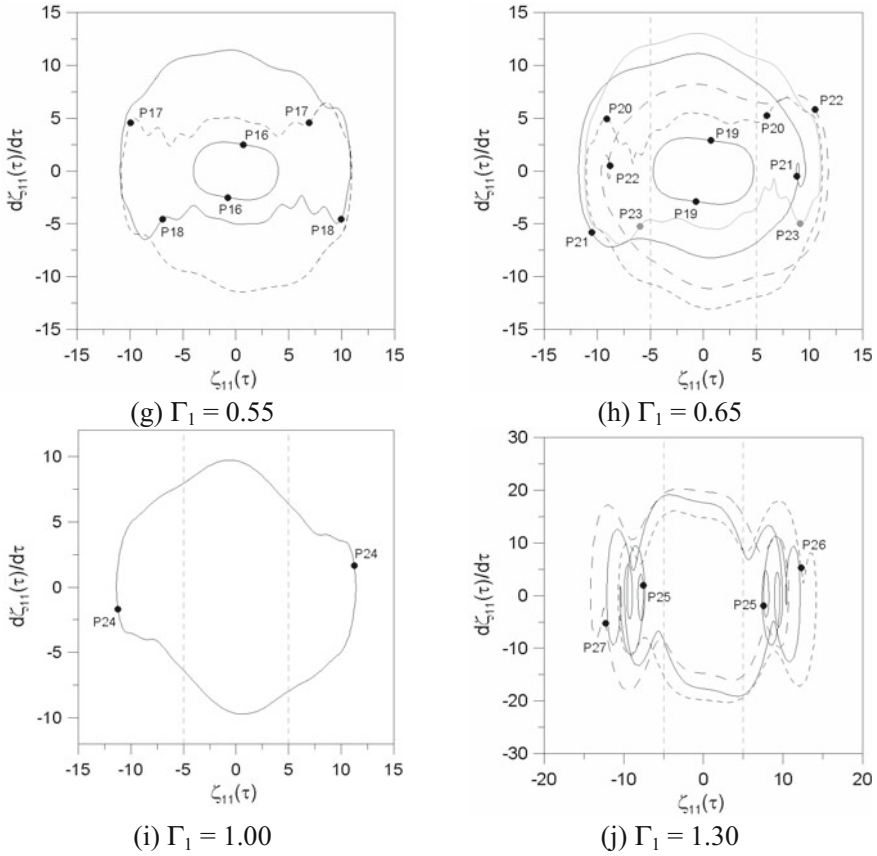 15
10
5
0
-5
-10
-15
dζ₁₁(τ)/dτ
P17
P17
P16
P16
P18
P18
-15 -10 -5 0 5 10 15
ζ₁₁(τ)
(g) Γ₁ = 0.55
15
10
5
0
-5
-10
-15
dζ₁₁(τ)/dτ
P20
P22
P20
P19
P22
P21
P19
P23
P21
P23
-15 -10 -5 0 5 10 15
ζ₁₁(τ)
(h) Γ₁ = 0.65
10
5
0
-5
-10
dζ₁₁(τ)/dτ
P24
P24
-15 -10 -5 0 5 10 15
ζ₁₁(τ)
(i) Γ₁ = 1.00
30
20
10
0
-10
-20
-30
dζ₁₁(τ)/dτ
P26
P25
P25
P27
-20 -10 0 10 20
ζ₁₁(τ)
(j) Γ₁ = 1.30